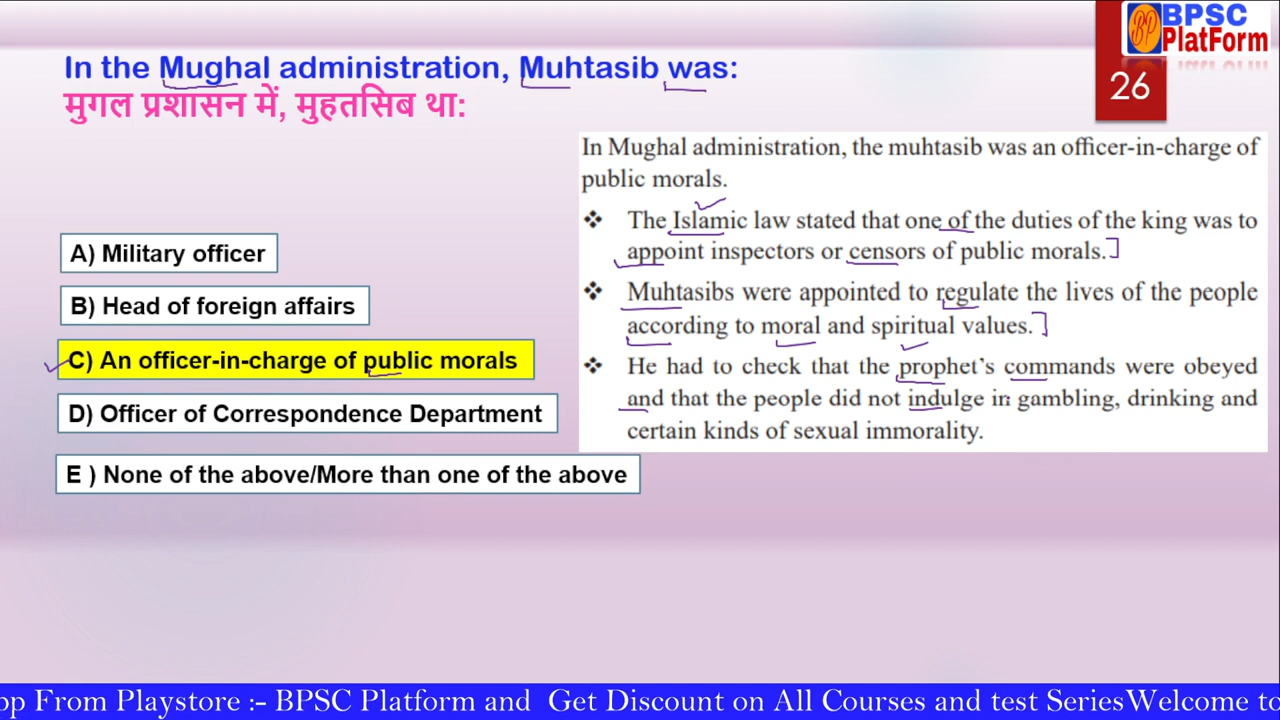 BPSC
PlatForm
26
In the Mughal administration, Muhtasib was:
मुगल प्रशासन में, मुहतसिब था:
A) Military officer
B) Head of foreign affairs
C) An officer-in-charge of public morals
D) Officer of Correspondence Department
E ) None of the above/More than one of the above
In Mughal administration, the muhtasib was an officer-in-charge of
public morals.
❖ The Islamic law stated that one of the duties of the king was to
appoint inspectors or censors of public morals.
❖ Muhtasibs were appointed to regulate the lives of the people
according to moral and spiritual values.
❖ He had to check that the prophet's commands were obeyed
and that the people did not indulge in gambling, drinking and
certain kinds of sexual immorality.
pp From Playstore :- BPSC Platform and Get Discount on All Courses and test SeriesWelcome to